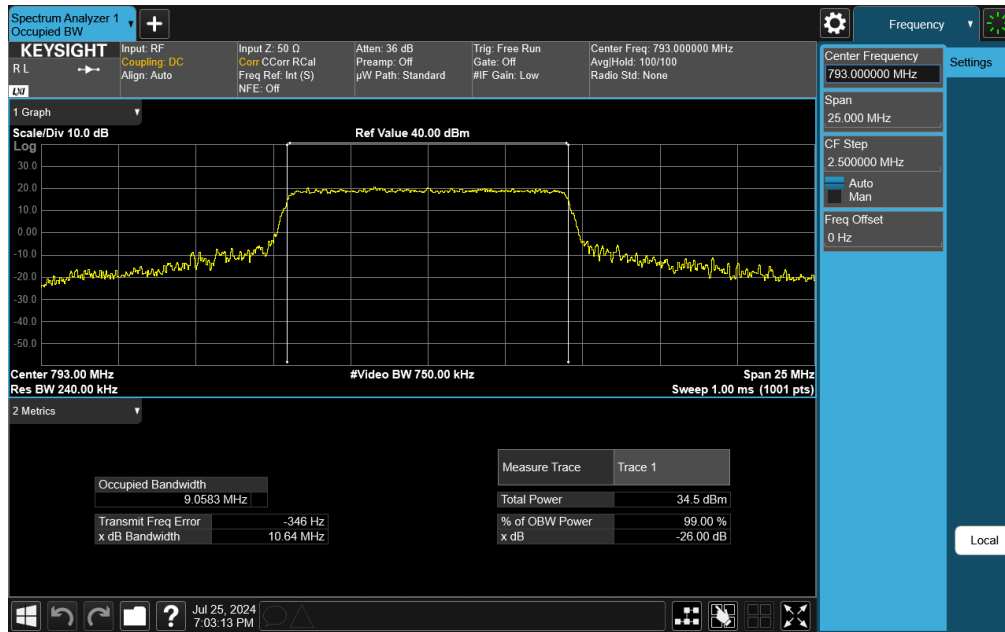 Spectrum Analyzer 1
Occupied BW
Frequency
KEYSIGHT
R L
LXI
Input: RF
Coupling: DC
Align: Auto
Input Z: 50 Ω
Corr CCorr RCal
Freq Ref: Int (S)
NFE: Off
Atten: 36 dB
Preamp: Off
µW Path: Standard
Trig: Free Run
Gate: Off
#IF Gain: Low
Center Freq: 793.000000 MHz
Avg|Hold: 100/100
Radio Std: None
Center Frequency
793.000000 MHz
Settings
Span
25.000 MHz
CF Step
2.500000 MHz
Auto
Man
Freq Offset
0 Hz
Local
1 Graph
Scale/Div 10.0 dB
Ref Value 40.00 dBm
Log
30.0
20.0
10.0
0.00
-10.0
-20.0
-30.0
-40.0
-50.0
Center 793.00 MHz
#Video BW 750.00 kHz
Span 25 MHz
Res BW 240.00 kHz
Sweep 1.00 ms (1001 pts)
2 Metrics
Occupied Bandwidth
9.0583 MHz
Transmit Freq Error -346 Hz
x dB Bandwidth 10.64 MHz
Measure Trace Trace 1
Total Power 34.5 dBm
% of OBW Power 99.00 %
x dB -26.00 dB
?
Jul 25, 2024
7:03:13 PM